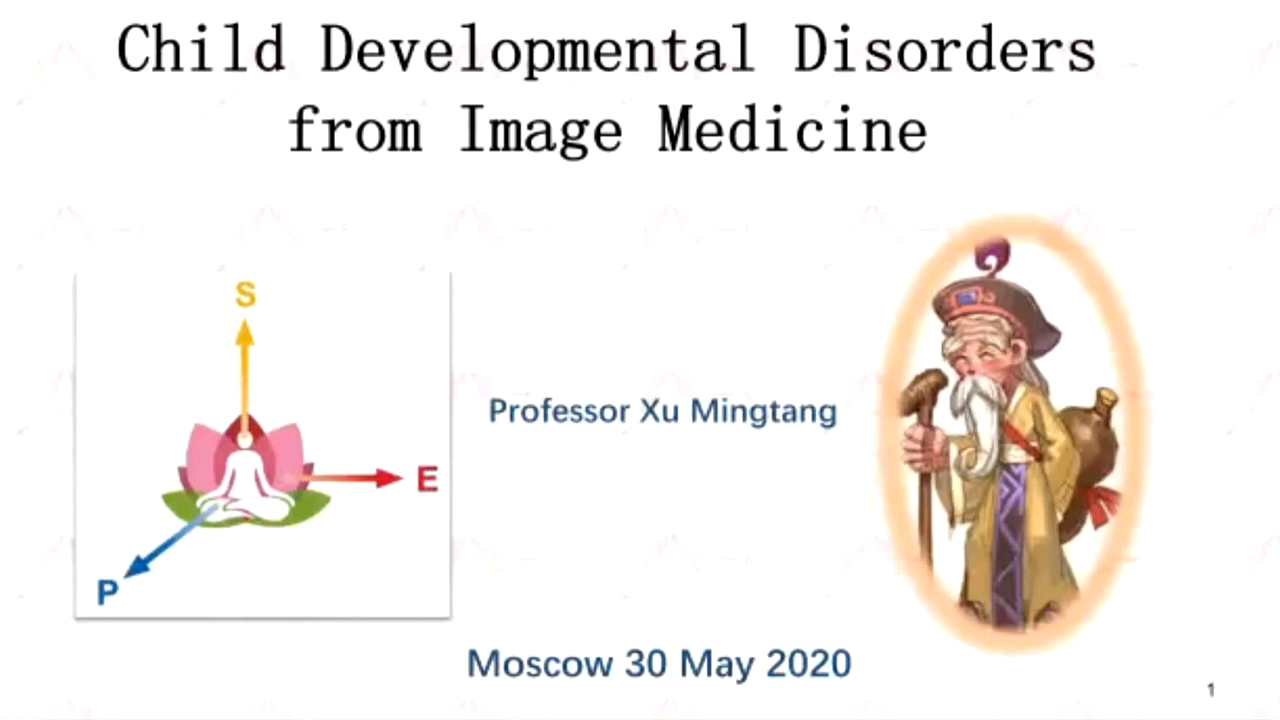 Child Developmental Disorders
from Image Medicine
S
E
P
Professor Xu Mingtang
Moscow 30 May 2020
1